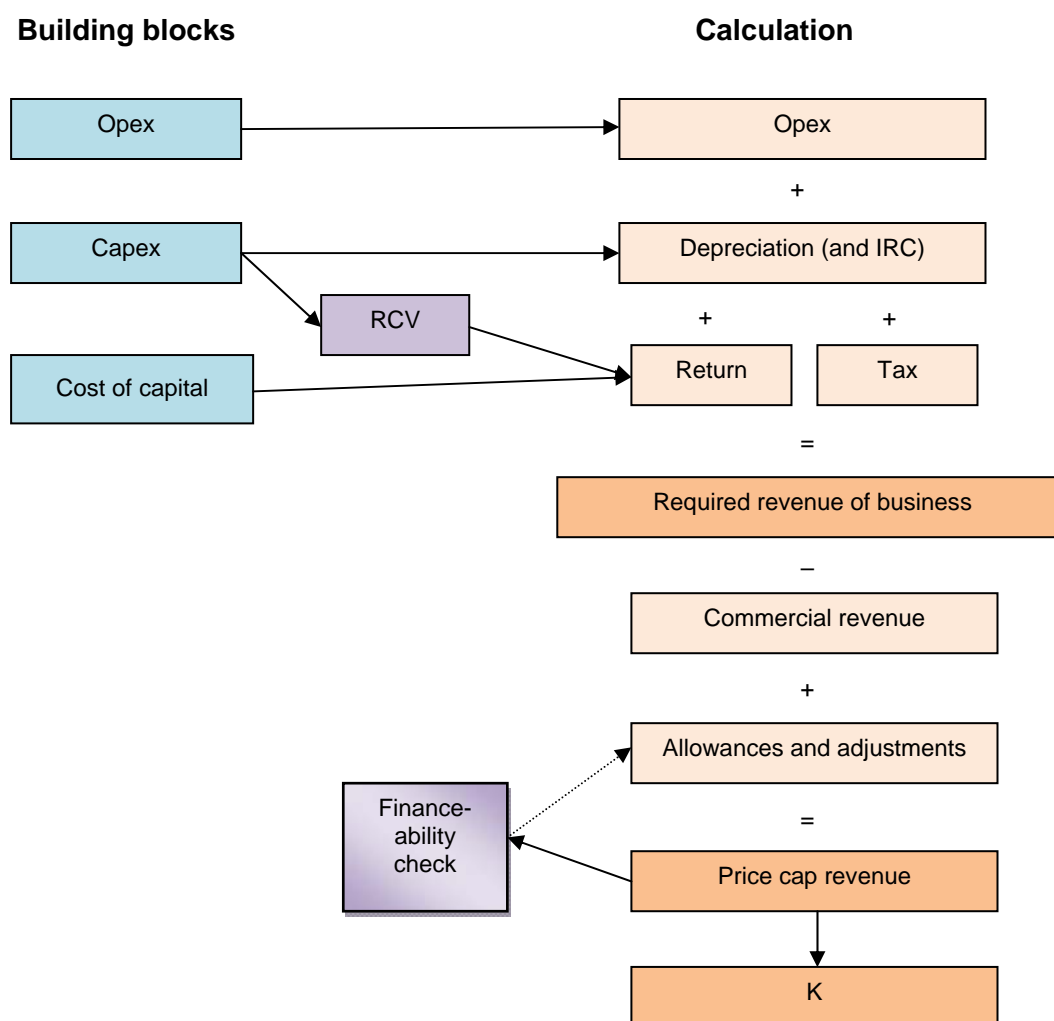 Building blocks
Calculation
Opex
Opex
+
Capex
Depreciation (and IRC)
RCV
+
+
Cost of capital
Return
Tax
=
Required revenue of business
–
Commercial revenue
+
Allowances and adjustments
Finance-
ability
check
=
Price cap revenue
K